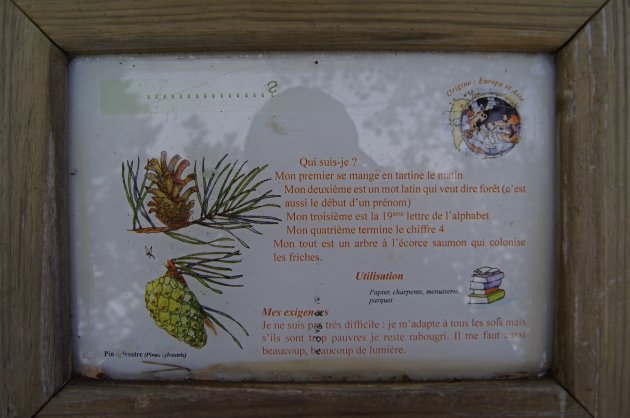 Origine : Europe et Asie
S
Qui suis-je ?
Mon premier se mange en tartine le matin
Mon deuxième est un mot latin qui veut dire forêt (c'est
aussi le début d'un prénom)
Mon troisième est la 19ème lettre de l'alphabet
Mon quatrième termine le chiffre 4
Mon tout est un arbre à l'écorce saumon qui colonise
les friches.
Utilisation
Papier, charpente, menuiserie,
parquet
Mes exigences
Je ne suis pas très difficile : je m'adapte à tous les sols mais
s'ils sont trop pauvres je reste rabougri. Il me faut aussi
beaucoup, beaucoup de lumière.
Pin sylvestre (Pinus sylvestris)